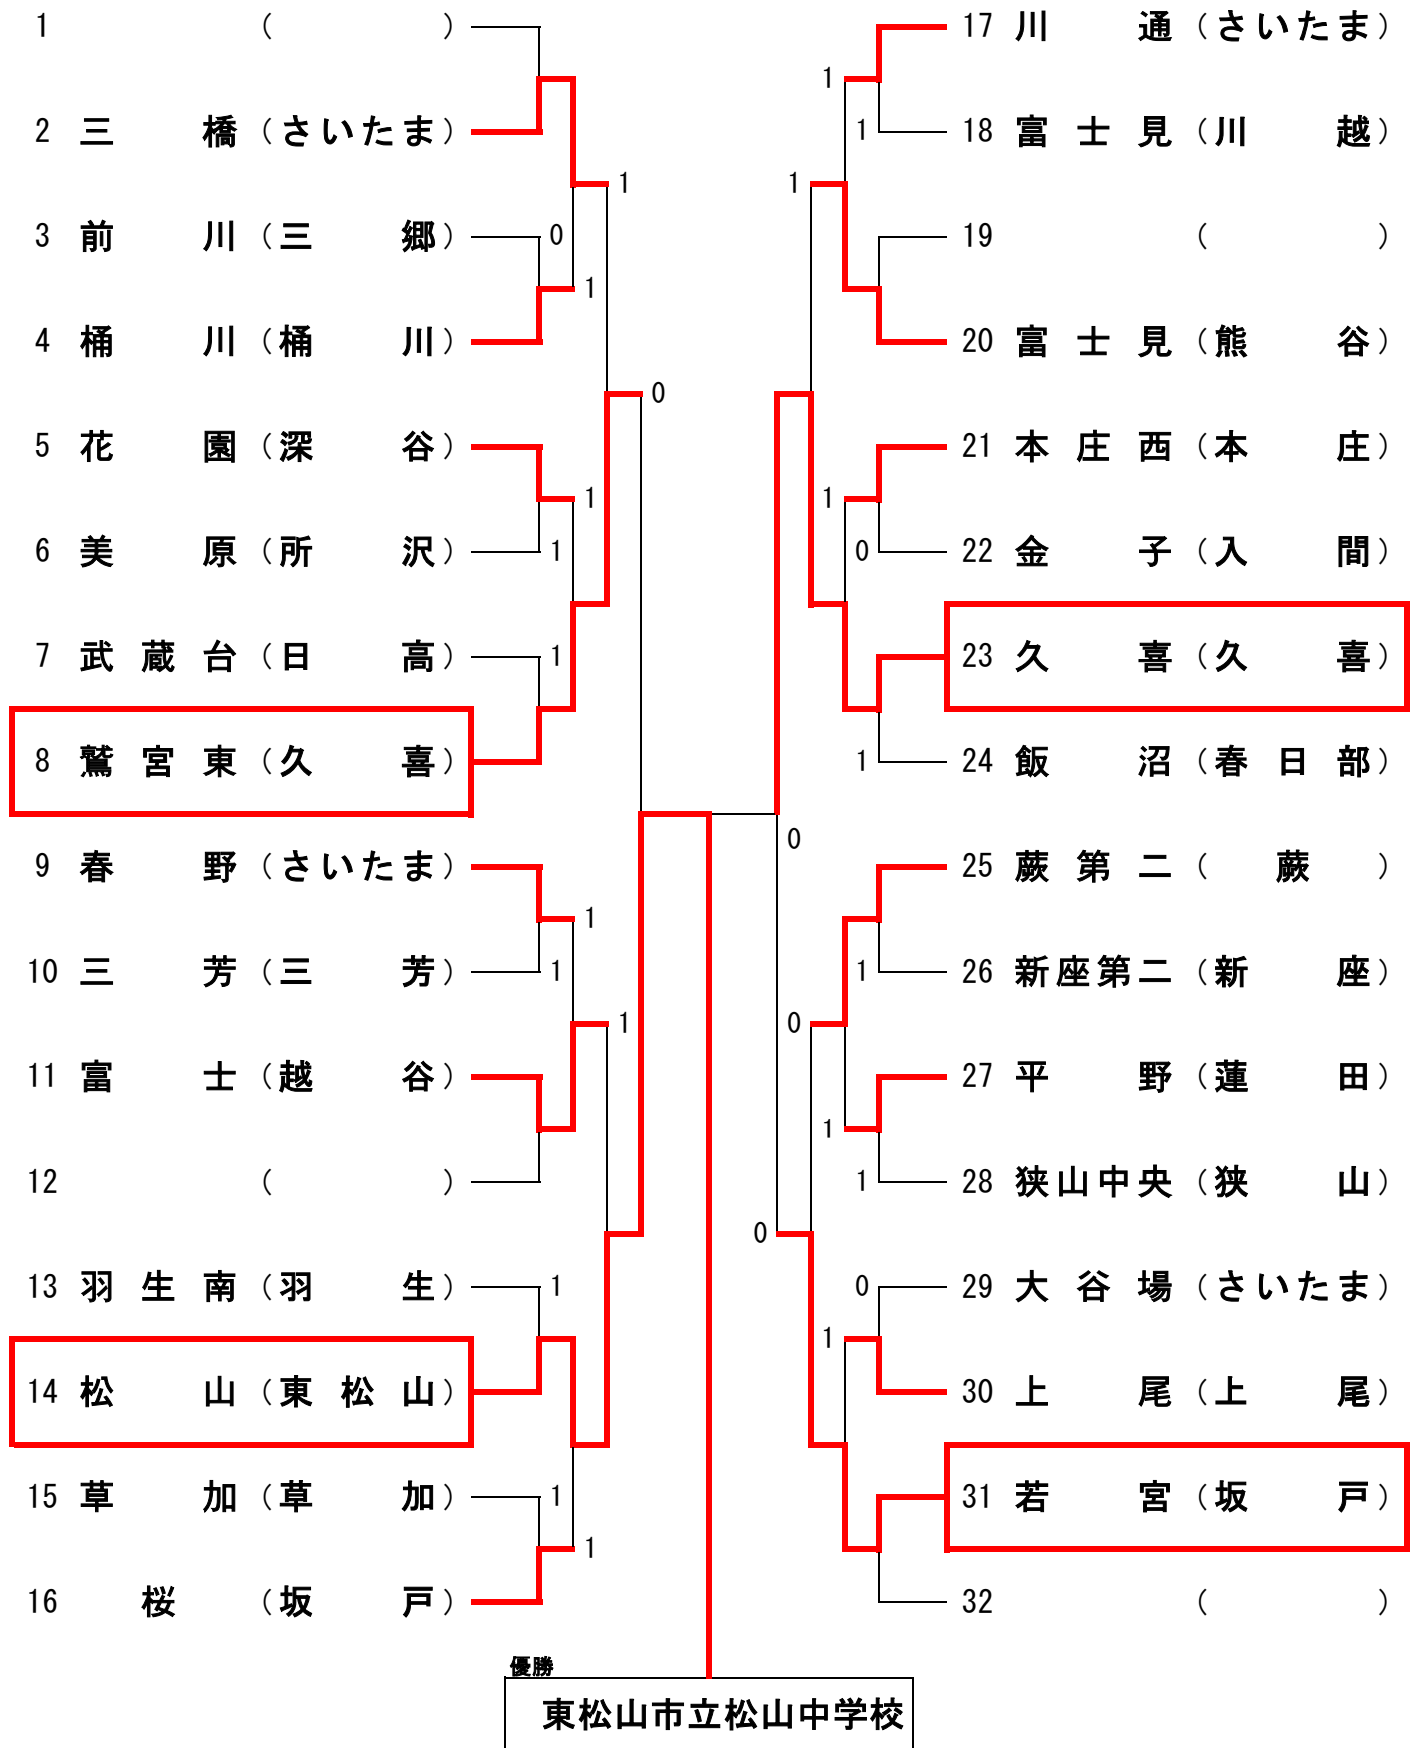 1 ( )
2 三橋 (さいたま)
1
3 前川 (三郷)
0
1
4 桶川 (桶川)
0
5 花園 (深谷)
1
6 美原 (所沢)
1
7 武蔵台 (日高)
1
8 鷲宮東 (久喜)
9 春野 (さいたま)
1
10 三芳 (三芳)
1
1
11 富士 (越谷)
12 ( )
13 羽生南 (羽生)
1
14 松山 (東松山)
15 草加 (草加)
1
1
16 桜 (坂戸)
17 川通 (さいたま)
1
18 富士見 (川越)
1
1
19 ( )
20 富士見 (熊谷)
21 本庄西 (本庄)
1
22 金子 (入間)
0
23 久喜 (久喜)
24 飯沼 (春日部)
1
0
25 蕨第二 (蕨)
26 新座第二 (新座)
1
0
27 平野 (蓮田)
1
28 狭山中央 (狭山)
1
0
29 大谷場 (さいたま)
0
1
30 上尾 (上尾)
31 若宮 (坂戸)
32 ( )
優勝
東松山市立松山中学校